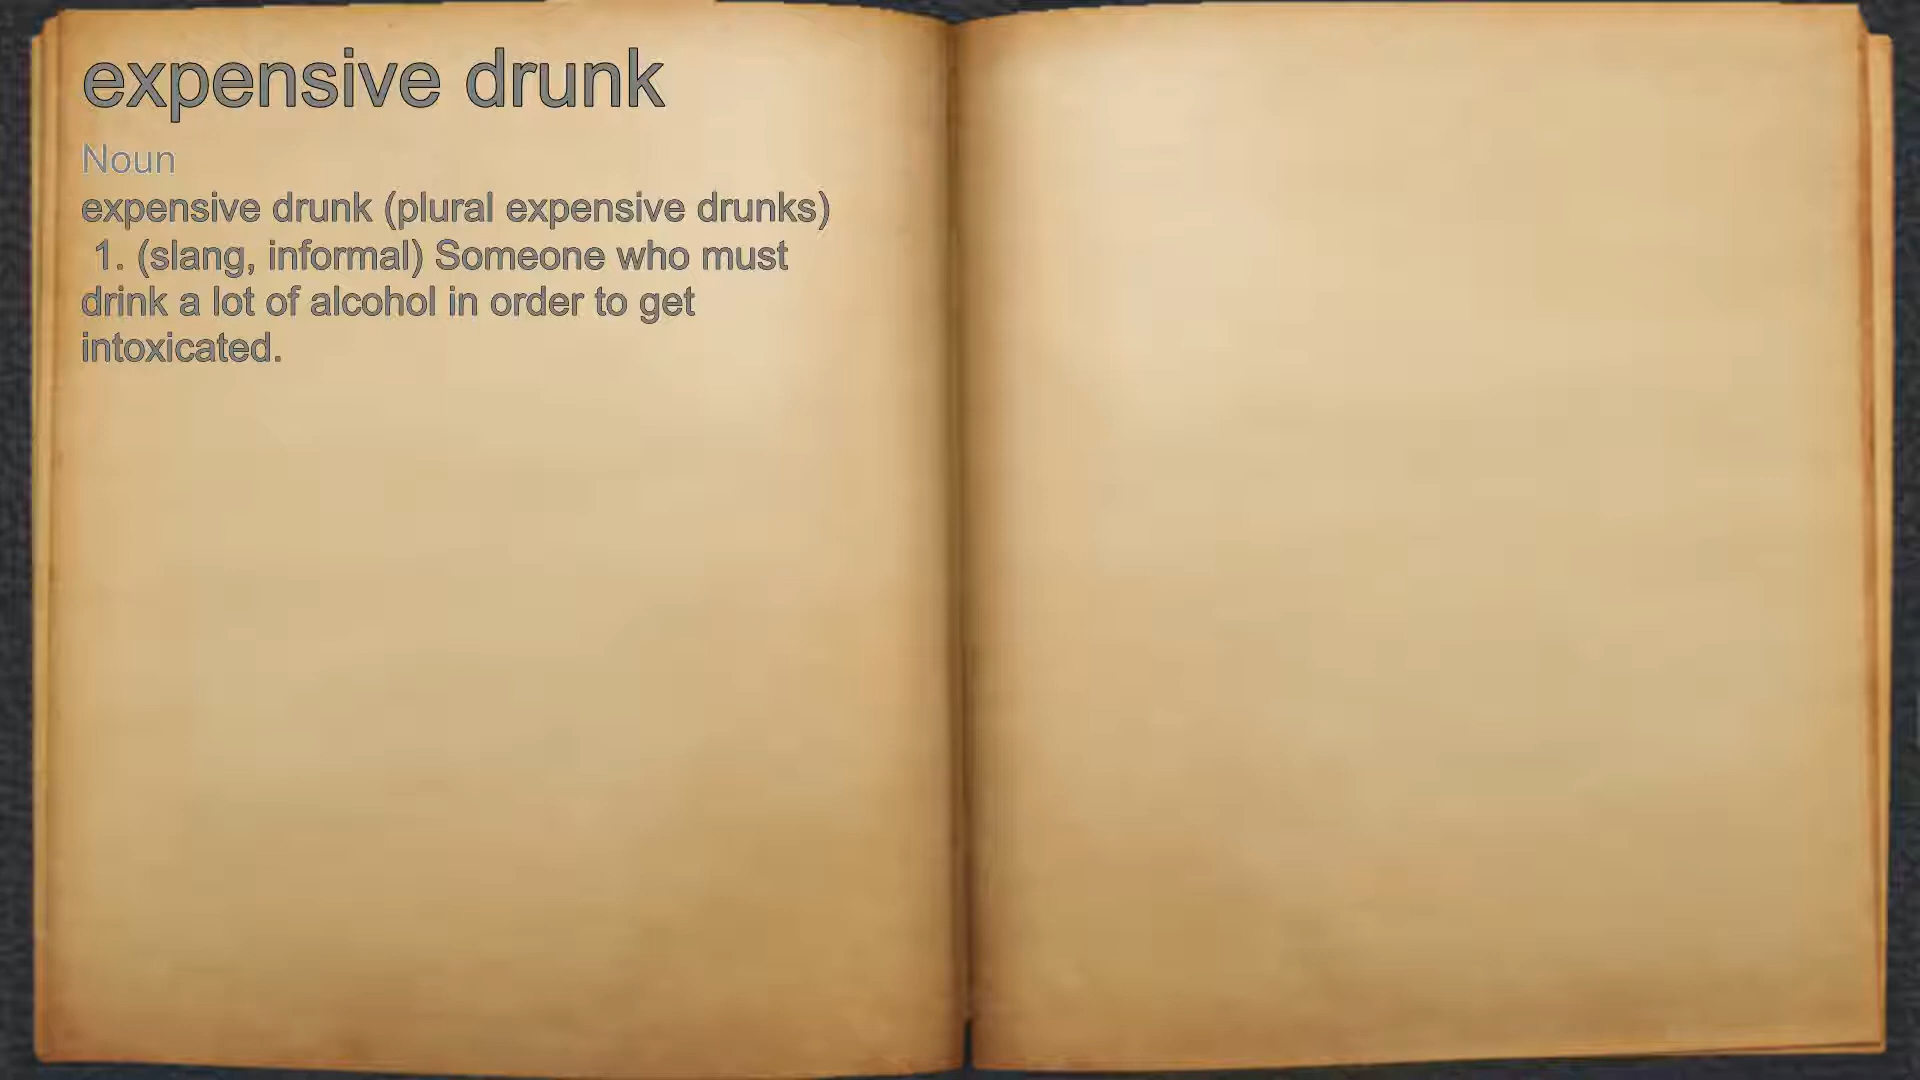 expensive drunk
Noun
expensive drunk (plural expensive drunks)
1. (slang, informal) Someone who must
drink a lot of alcohol in order to get
intoxicated.